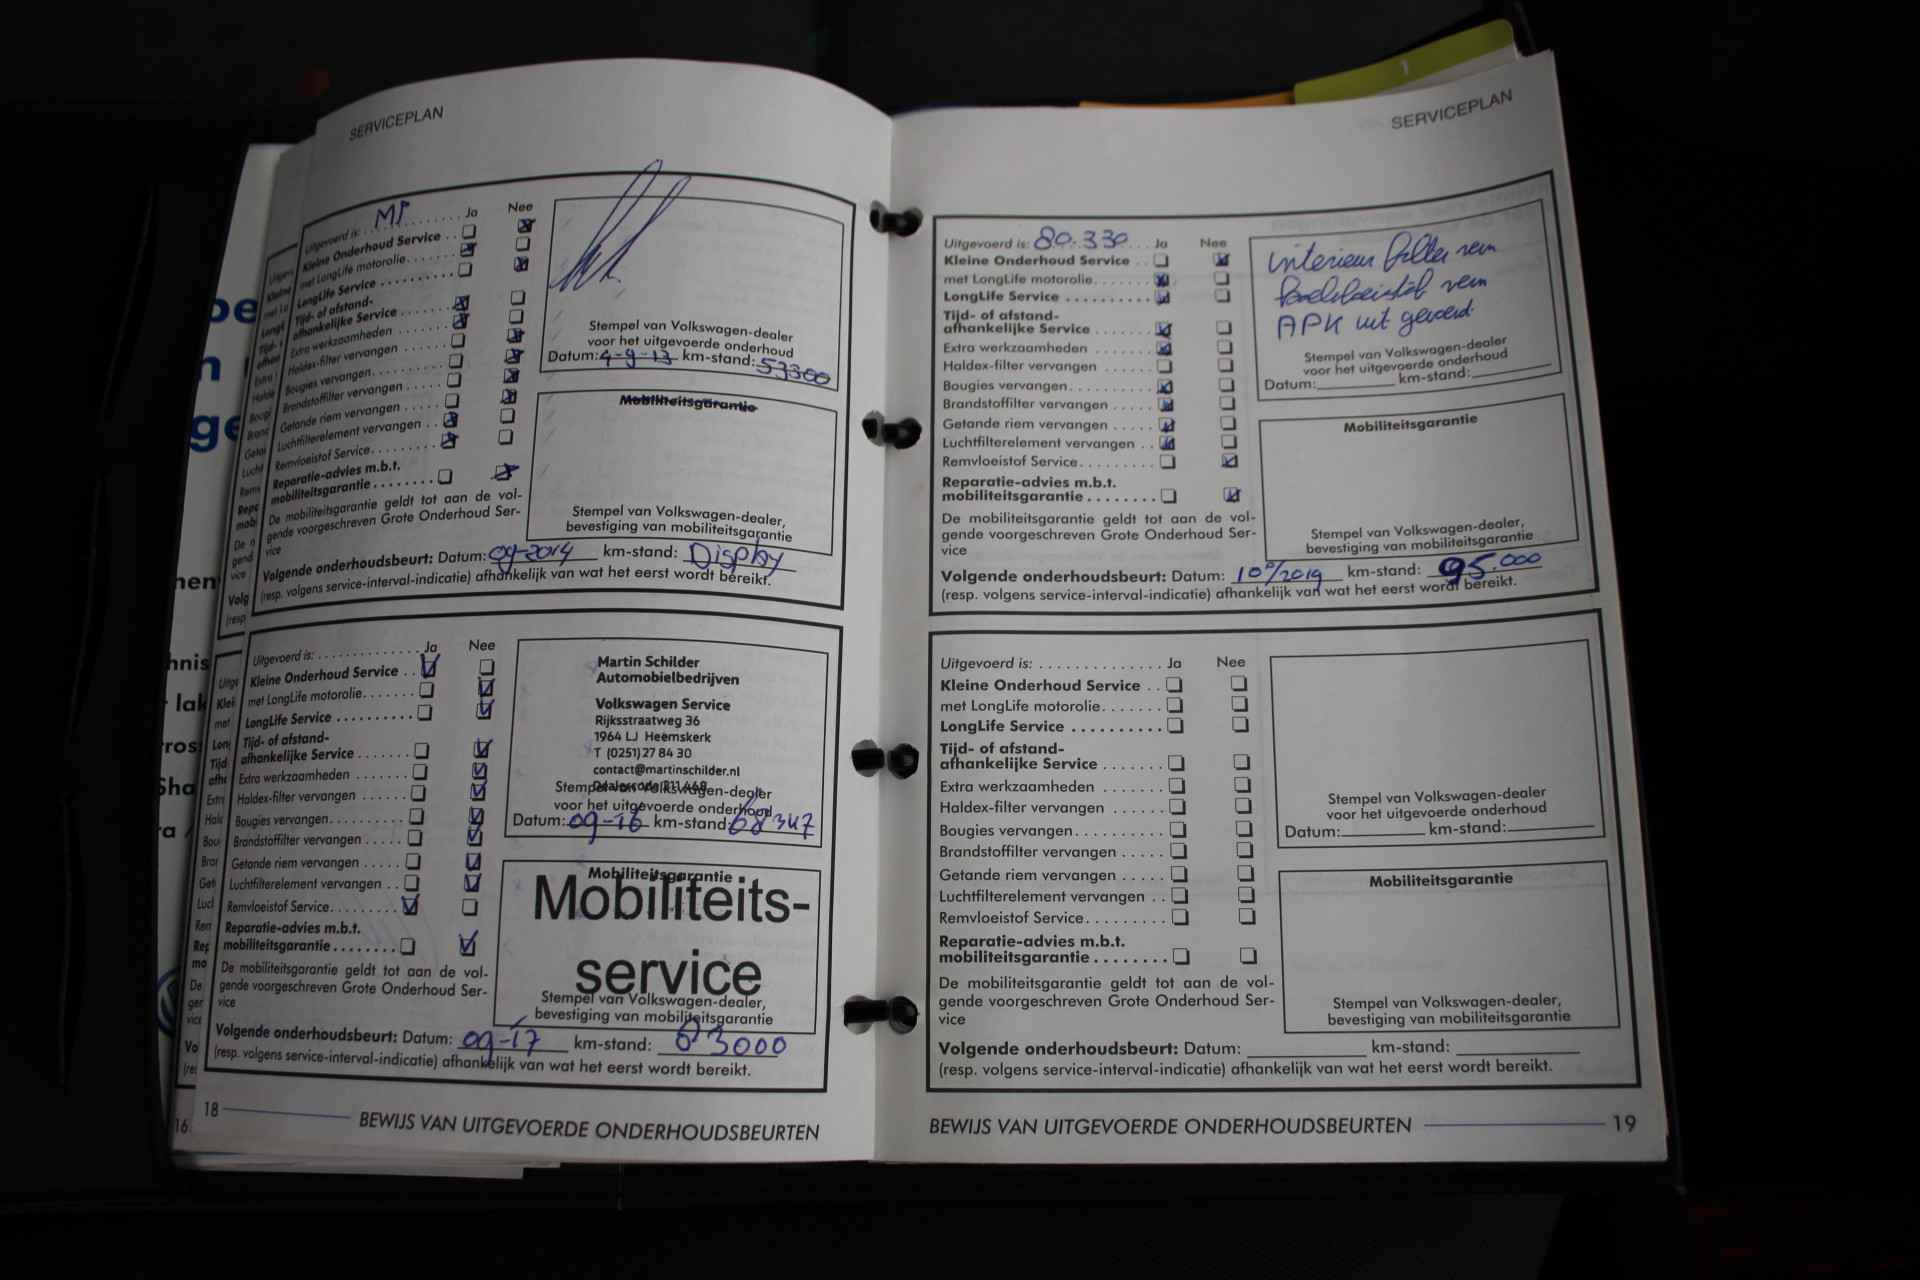 SERVICEPLAN
Uitgevoerd is: Ja Nee
Kleine Onderhoud Service
met LongLife motorolie
LongLife Service
Tijd- of afstand-
afhankelijke Service
Extra werkzaamheden
Haldex-filter vervangen
Bougies vervangen
Brandstoffilter vervangen
Getande riem vervangen
Luchtfilterelement vervangen
Remvloeistof Service
Reparatie-advies m.b.t.
mobiliteitsgarantie
De mobiliteitsgarantie geldt tot aan de vol-
gende voorgeschreven Grote Onderhoud Ser-
vice
Stempel van Volkswagen-dealer
voor het uitgevoerde onderhoud
Datum: 4-9-13 km-stand: 53300
Mobiliteitsgarantie
Stempel van Volkswagen-dealer,
bevestiging van mobiliteitsgarantie
Volgende onderhoudsbeurt: Datum: 09-2014 km-stand: Display
(resp. volgens service-interval-indicatie) afhankelijk van wat het eerst wordt bereikt.
Uitgevoerd is: Ja Nee
Kleine Onderhoud Service
met LongLife motorolie
LongLife Service
Tijd- of afstand-
afhankelijke Service
Extra werkzaamheden
Haldex-filter vervangen
Bougies vervangen
Brandstoffilter vervangen
Getande riem vervangen
Luchtfilterelement vervangen
Remvloeistof Service
Reparatie-advies m.b.t.
mobiliteitsgarantie
De mobiliteitsgarantie geldt tot aan de vol-
gende voorgeschreven Grote Onderhoud Ser-
vice
Martin Schilder
Automobielbedrijven
Volkswagen Service
Rijksstraatweg 36
1964 LJ Heemskerk
T (0251) 27 84 30
contact@martinschilder.nl
Stempel van Volkswagen-dealer
voor het uitgevoerde onderhoud
Datum: 09-16 km-stand: 68347
Mobiliteitsgarantie
Mobiliteits-
service
Stempel van Volkswagen-dealer,
bevestiging van mobiliteitsgarantie
Volgende onderhoudsbeurt: Datum: 09-17 km-stand: 83000
(resp. volgens service-interval-indicatie) afhankelijk van wat het eerst wordt bereikt.
18 BEWIJS VAN UITGEVOERDE ONDERHOUDSBEURTEN
16
1
SERVICEPLAN
Uitgevoerd is: 80.330 Ja Nee
Kleine Onderhoud Service
met LongLife motorolie
LongLife Service
Tijd- of afstand-
afhankelijke Service
Extra werkzaamheden
Haldex-filter vervangen
Bougies vervangen
Brandstoffilter vervangen
Getande riem vervangen
Luchtfilterelement vervangen
Remvloeistof Service
Reparatie-advies m.b.t.
mobiliteitsgarantie
De mobiliteitsgarantie geldt tot aan de vol-
gende voorgeschreven Grote Onderhoud Ser-
vice
interieur filter
APK uit gevoerd.
Stempel van Volkswagen-dealer
voor het uitgevoerde onderhoud
Datum: km-stand:
Mobiliteitsgarantie
Stempel van Volkswagen-dealer,
bevestiging van mobiliteitsgarantie
Volgende onderhoudsbeurt: Datum: 10/2019 km-stand: 95.000
(resp. volgens service-interval-indicatie) afhankelijk van wat het eerst wordt bereikt.
Uitgevoerd is: Ja Nee
Kleine Onderhoud Service
met LongLife motorolie
LongLife Service
Tijd- of afstand-
afhankelijke Service
Extra werkzaamheden
Haldex-filter vervangen
Bougies vervangen
Brandstoffilter vervangen
Getande riem vervangen
Luchtfilterelement vervangen
Remvloeistof Service
Reparatie-advies m.b.t.
mobiliteitsgarantie
De mobiliteitsgarantie geldt tot aan de vol-
gende voorgeschreven Grote Onderhoud Ser-
vice
Stempel van Volkswagen-dealer
voor het uitgevoerde onderhoud
Datum: km-stand:
Mobiliteitsgarantie
Stempel van Volkswagen-dealer,
bevestiging van mobiliteitsgarantie
Volgende onderhoudsbeurt: Datum: km-stand:
(resp. volgens service-interval-indicatie) afhankelijk van wat het eerst wordt bereikt.
BEWIJS VAN UITGEVOERDE ONDERHOUDSBEURTEN 19